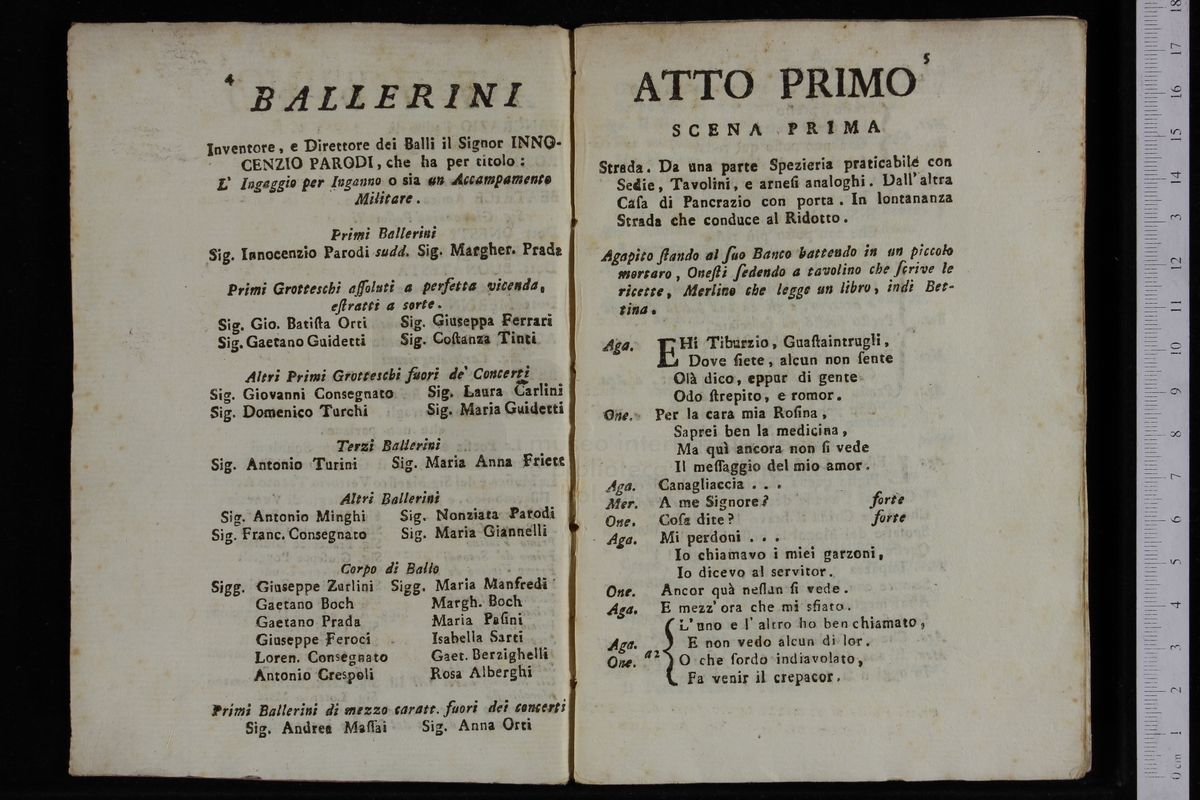 4
BALLERINI
Inventore, e Direttore dei Balli il Signor INNO-
CENZIO PARODI, che ha per titolo:
L' Ingaggio per Inganno o sia un Accampamento
Militare.
Primi Ballerini
Sig. Innocenzio Parodi sudd. Sig. Margher. Prada
Primi Grotteschi aſſoluti a perfetta vicenda,
eſtratti a sorte.
Sig. Gio. Batiſta Orti Sig. Giuseppa Ferrari
Sig. Gaetano Guidetti Sig. Coſtanza Tinti
Altri Primi Grotteschi fuori de' Concerti
Sig. Giovanni Consegnato Sig. Laura Carlini
Sig. Domenico Turchi Sig. Maria Guidetti
Terzi Ballerini
Sig. Antonio Turini Sig. Maria Anna Friete
Altri Ballerini
Sig. Antonio Minghi Sig. Nonziata Parodi
Sig. Franc. Consegnato Sig. Maria Giannelli
Corpo di Ballo
Sigg. Giuseppe Zurlini Sigg. Maria Manfredi
Gaetano Boch Margh. Boch
Gaetano Prada Maria Paſini
Giuseppe Feroci Isabella Sarti
Loren. Consegnato Gaet. Berzighelli
Antonio Crespoli Rosa Alberghi
Primi Ballerini di mezzo caratt. fuori dei concerti
Sig. Andrea Maſſai Sig. Anna Orti
5
ATTO PRIMO
SCENA PRIMA
Strada. Da una parte Spezieria praticabile con
Sedie, Tavolini, e arneſi analoghi. Dall' altra
Caſa di Pancrazio con porta. In lontananza
Strada che conduce al Ridotto.
Agapito ſtando al ſuo Banco battendo in un piccolo
mortaro, Oneſti ſedendo a tavolino che ſcrive le
ricette, Merlino che legge un libro, indi Bet-
tina.
Aga. EHi Tiburzio, Guaſtaintrugli,
Dove ſiete, alcun non ſente
Olà dico, eppur di gente
Odo ſtrepito, e romor.
One. Per la cara mia Roſina,
Saprei ben la medicina,
Ma quì ancora non ſi vede
Il meſſaggio del mio amor.
Aga. Canagliaccia . . .
Mer. A me Signore? forte
One. Coſa dite? forte
Aga. Mi perdoni . . .
Io chiamavo i miei garzoni,
Io dicevo al servitor.
One. Ancor quà neſſun ſi vede.
Aga. E mezz' ora che mi sfiato.
L' uno e l' altro ho ben chiamato,
Aga. E non vedo alcun di lor.
One. a2 O che ſordo indiavolato,
Fa venir il crepacor.